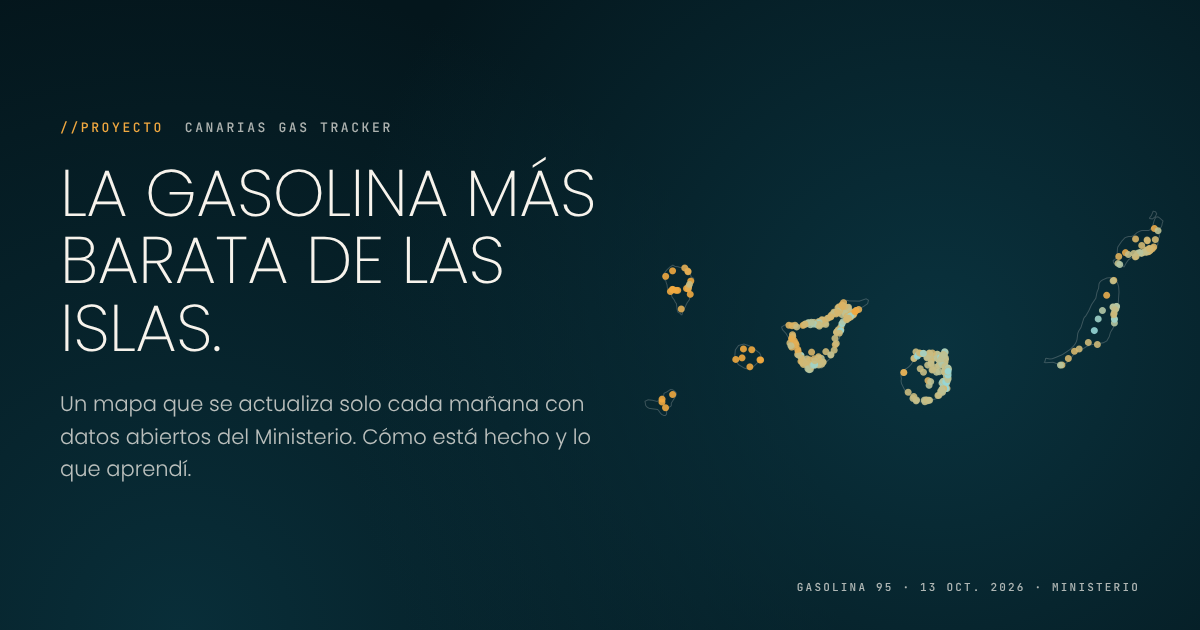 //PROYECTO CANARIAS GAS TRACKER
LA GASOLINA MÁS
BARATA DE LAS
ISLAS.
Un mapa que se actualiza solo cada mañana con
datos abiertos del Ministerio. Cómo está hecho y lo
que aprendí.
GASOLINA 95 · 13 OCT. 2026 · MINISTERIO